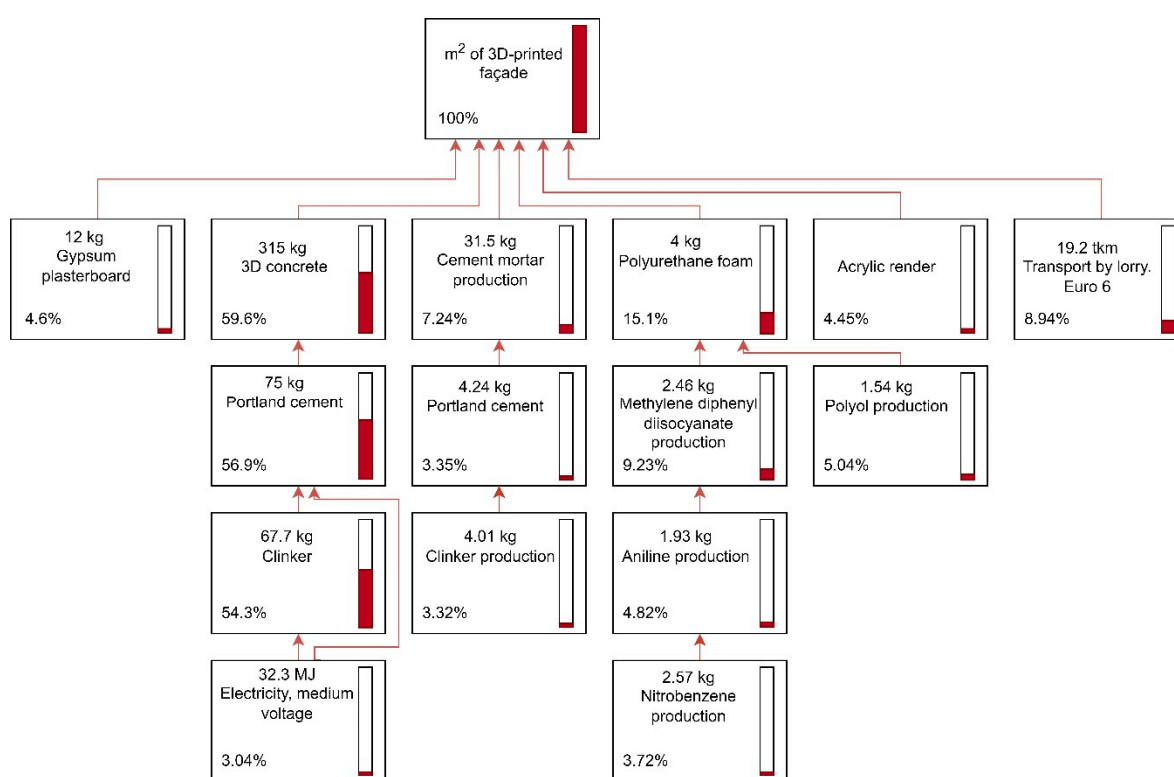 m² of 3D-printed
façade
100%
12 kg
Gypsum
plasterboard
4.6%
315 kg
3D concrete
59.6%
31.5 kg
Cement mortar
production
7.24%
4 kg
Polyurethane foam
15.1%
Acrylic render
4.45%
19.2 tkm
Transport by lorry.
Euro 6
8.94%
75 kg
Portland cement
56.9%
4.24 kg
Portland cement
3.35%
2.46 kg
Methylene diphenyl
diisocyanate
production
9.23%
1.54 kg
Polyol production
5.04%
67.7 kg
Clinker
54.3%
4.01 kg
Clinker production
3.32%
1.93 kg
Aniline production
4.82%
32.3 MJ
Electricity, medium
voltage
3.04%
2.57 kg
Nitrobenzene
production
3.72%